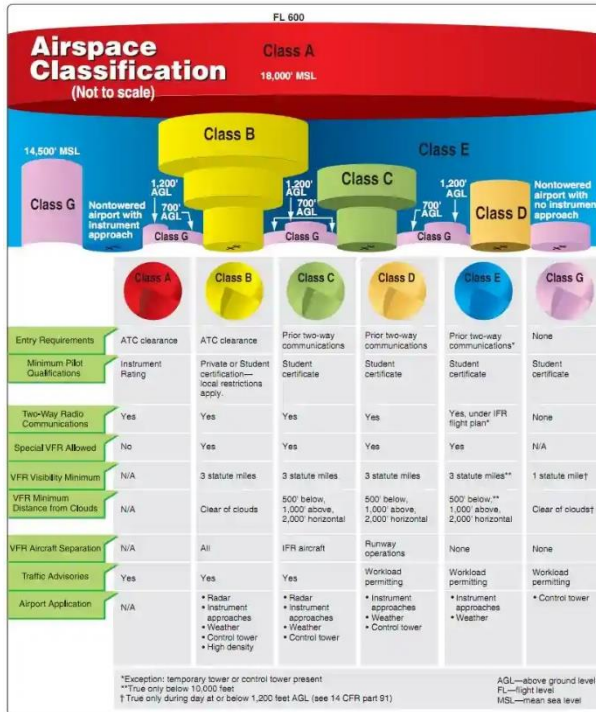 FL 600
Airspace
Classification
(Not to scale)
Class A
18,000' MSL
Class B
Class E
14,500' MSL
Class C
1,200'
AGL
1,200'
AGL
1,200'
AGL
Nontowered
airport with
no instrument
approach
Class G
Nontowered
airport with
instrument
approach
700'
AGL
700'
AGL
700'
AGL
Class D
Class G
Class G
Class G
Class A
Class B
Class C
Class D
Class E
Class G
Entry Requirements
ATC clearance
ATC clearance
Prior two-way
communications
Prior two-way
communications
Prior two-way
communications*
None
Minimum Pilot
Qualifications
Instrument
Rating
Private or Student
certification—
local restrictions
apply.
Student
certificate
Student
certificate
Student
certificate
Student
certificate
Two-Way Radio
Communications
Yes
Yes
Yes
Yes
Yes, under IFR
flight plan*
None
Special VFR Allowed
No
Yes
Yes
Yes
Yes
N/A
VFR Visibility Minimum
N/A
3 statute miles
3 statute miles
3 statute miles
3 statute miles**
1 statute mile†
VFR Minimum
Distance from Clouds
N/A
Clear of clouds
500' below,
1,000' above,
2,000' horizontal
500' below,
1,000' above,
2,000' horizontal
500' below,**
1,000' above,
2,000' horizontal
Clear of clouds†
VFR Aircraft Separation
N/A
All
IFR aircraft
Runway
operations
None
None
Traffic Advisories
Yes
Yes
Yes
Workload
permitting
Workload
permitting
Workload
permitting
Airport Application
N/A
• Radar
• Instrument
approaches
• Weather
• Control tower
• High density
• Radar
• Instrument
approaches
• Weather
• Control tower
• Instrument
approaches
• Weather
• Control tower
• Instrument
approaches
• Weather
• Control tower
*Exception: temporary tower or control tower present
**True only below 10,000 feet
† True only during day at or below 1,200 feet AGL (see 14 CFR part 91)
AGL—above ground level
FL—flight level
MSL—mean sea level